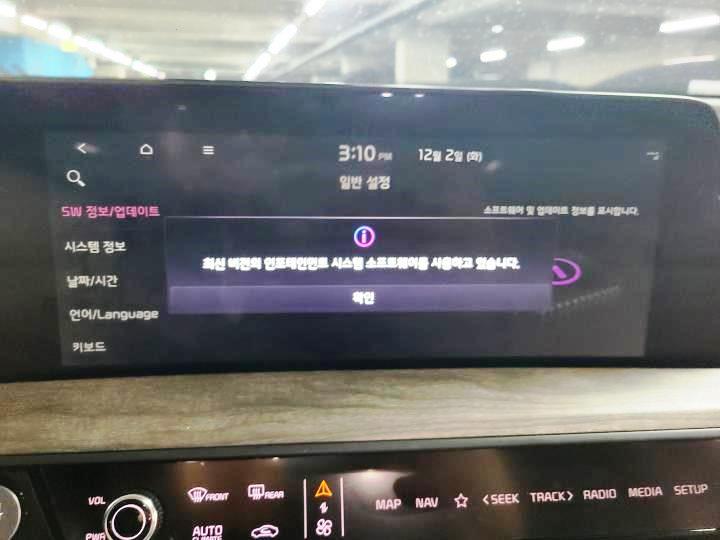 3:10 PM 12월 2일 (화)
일반 설정
SW 정보/업데이트
소프트웨어 및 업데이트 정보를 표시합니다.
시스템 정보
최신 버전의 인포테인먼트 시스템 소프트웨어를 사용하고 있습니다.
날짜/시간
확인
언어/Language
키보드
VOL
FRONT
REAR
MAP NAV ☆ <SEEK TRACK> RADIO MEDIA SETUP
PWR
AUTO
CLIMATE